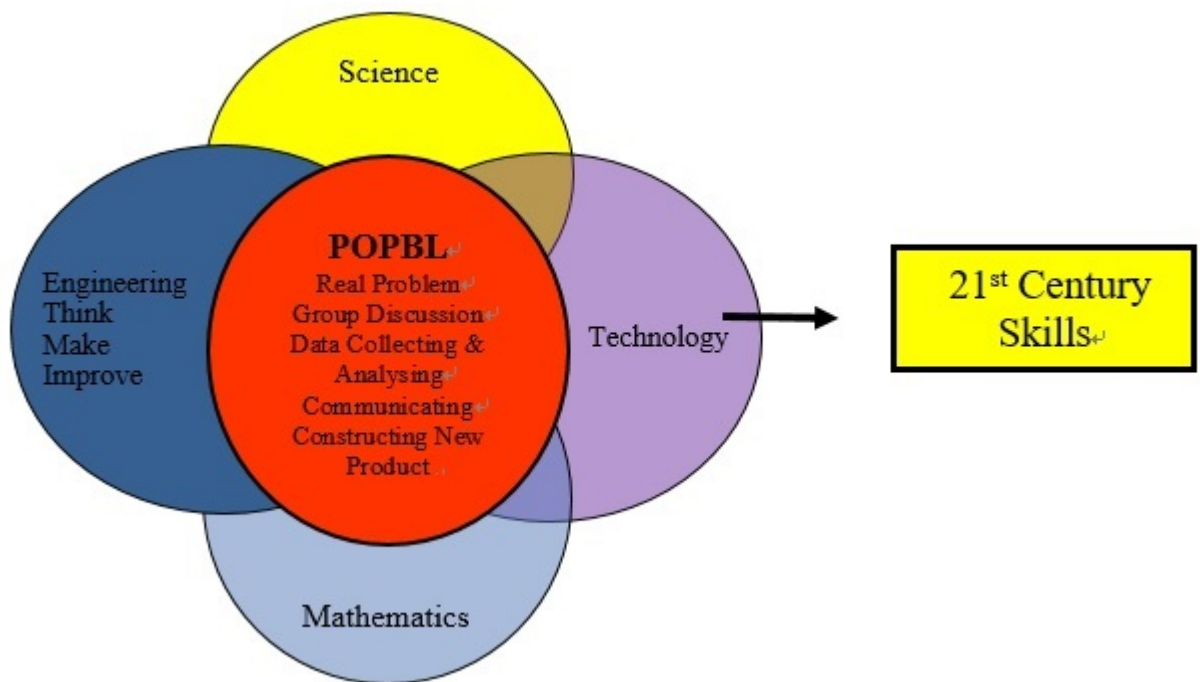 Science
POPBL
Real Problem
Group Discussion
Data Collecting &
Analysing
Communicating
Constructing New
Product
Engineering
Think
Make
Improve
Technology
Mathematics
21st Century
Skills